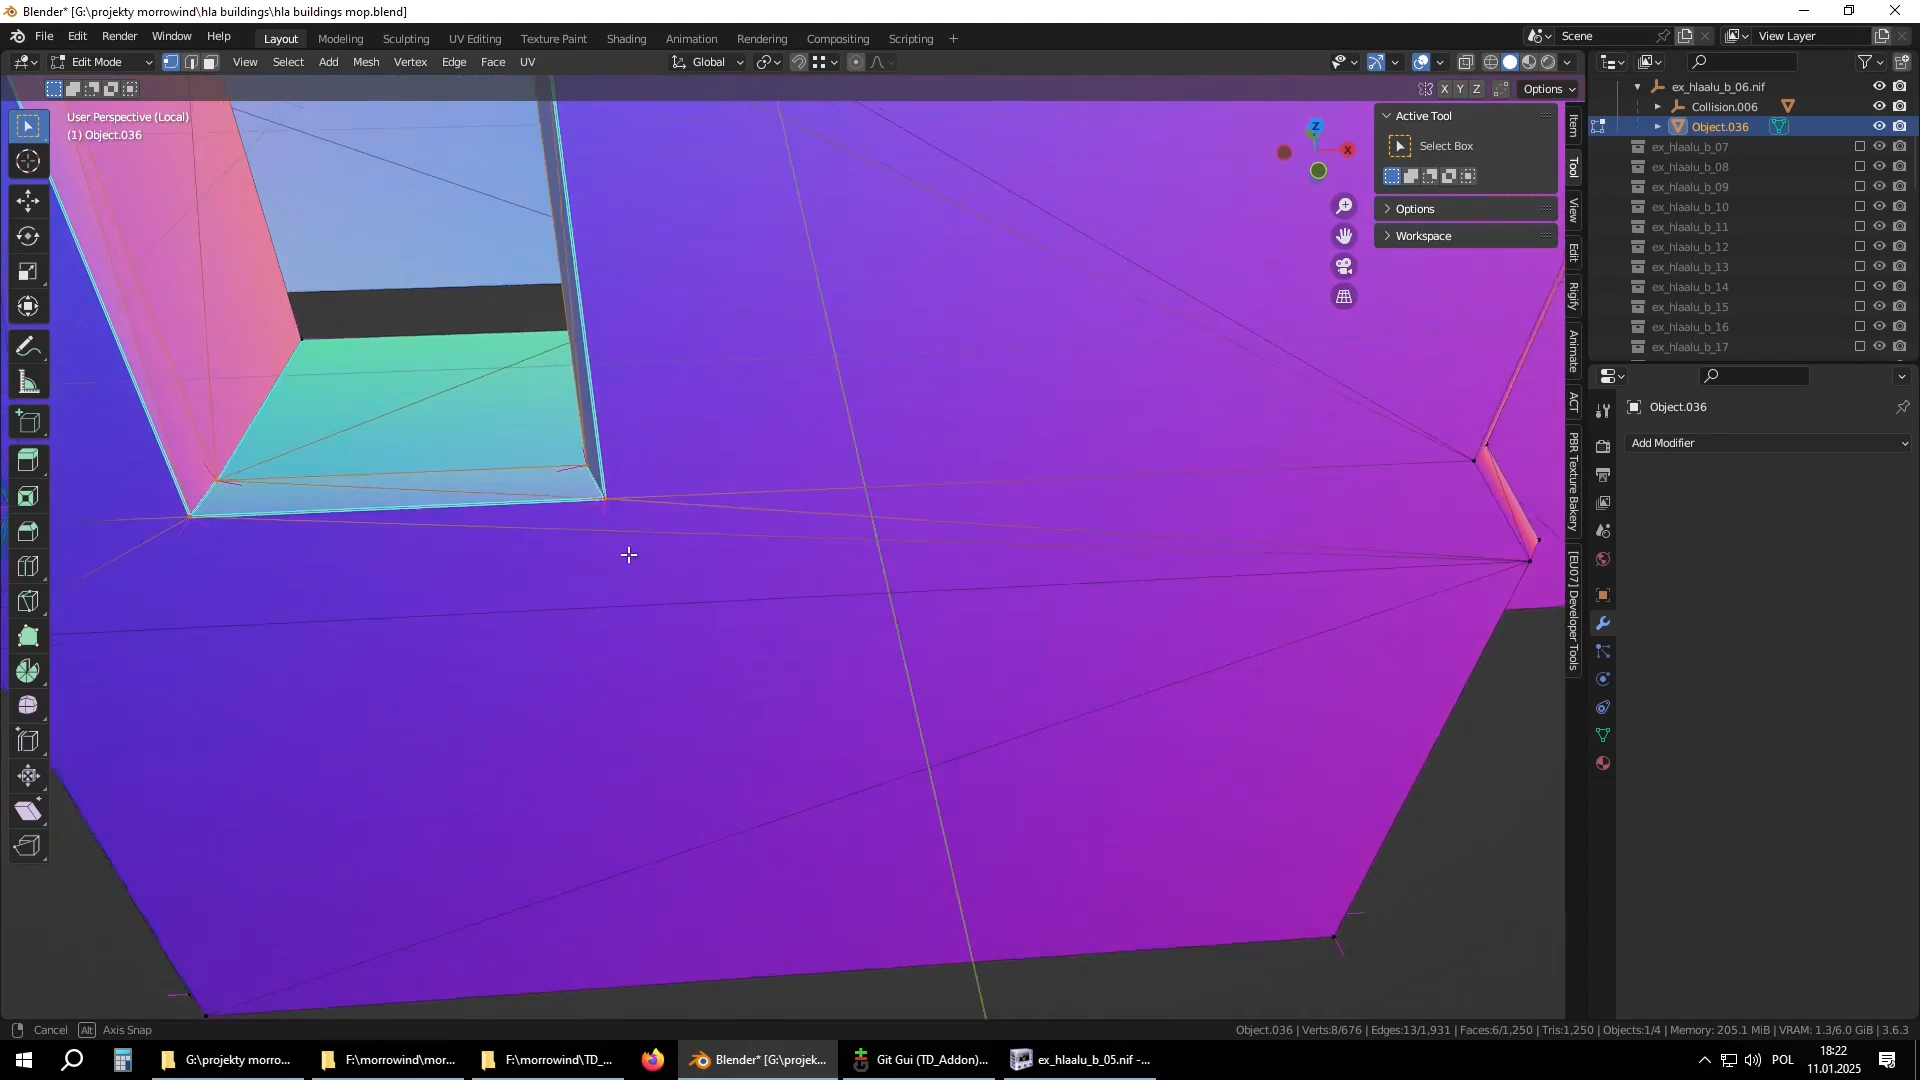 Blender* [G:\projekty morrowind\hla buildings\hla buildings mop.blend]
File Edit Render Window Help
Layout Modeling Sculpting UV Editing Texture Paint Shading Animation Rendering Compositing Scripting +
Scene
View Layer
Edit Mode
View Select Add Mesh Vertex Edge Face UV
Global
X Y Z Options
User Perspective (Local)
(1) Object.036
Active Tool
Select Box
Options
Workspace
Z
X
Item
Tool
View
Edit
Rigify
Animate
ACT
PBR Texture Bakery
[EU07] Developer Tools
ex_hlaalu_b_06.nif
Collision.006
Object.036
ex_hlaalu_b_07
ex_hlaalu_b_08
ex_hlaalu_b_09
ex_hlaalu_b_10
ex_hlaalu_b_11
ex_hlaalu_b_12
ex_hlaalu_b_13
ex_hlaalu_b_14
ex_hlaalu_b_15
ex_hlaalu_b_16
ex_hlaalu_b_17
Object.036
Add Modifier
Cancel Alt Axis Snap
Object.036 | Verts:8/676 | Edges:13/1,931 | Faces:6/1,250 | Tris:1,250 | Objects:1/4 | Memory: 205.1 MiB | VRAM: 1.3/6.0 GiB | 3.6.3
G:\projekty morro...
F:\morrowind\mor...
F:\morrowind\TD_...
Blender* [G:\projek...
Git Gui (TD_Addon)...
ex_hlaalu_b_05.nif -...
POL
18:22
11.01.2025